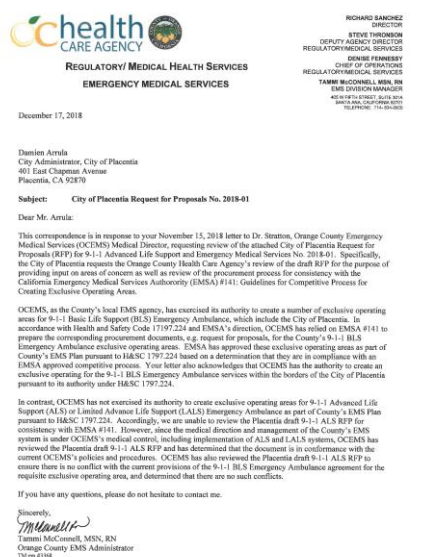 health
CARE AGENCY
REGULATORY/ MEDICAL HEALTH SERVICES
EMERGENCY MEDICAL SERVICES
RICHARD SANCHEZ
DIRECTOR
STEVE THRONSON
DEPUTY AGENCY DIRECTOR
REGULATORY/MEDICAL SERVICES
DENISE FENNESSY
CHIEF OF OPERATIONS
REGULATORY/MEDICAL SERVICES
TAMMI McCONNELL MSN, RN
EMS DIVISION MANAGER
405 W FIFTH STREET, SUITE 301A
SANTA ANA, CALIFORNIA 92701
TELEPHONE
December 17, 2018
Damien Arrula
City Administrator, City of Placentia
401 East Chapman Avenue
Placentia, CA 92870
Subject: City of Placentia Request for Proposals No. 2018-01
Dear Mr. Arrula:
This correspondence is in response to your November 15, 2018 letter to Dr. Stratton, Orange County Emergency
Medical Services (OCEMS) Medical Director, requesting review of the attached City of Placentia Request for
Proposals (RFP) for 9-1-1 Advanced Life Support and Emergency Medical Services No. 2018-01. Specifically,
the City of Placentia requests the Orange County Health Care Agency's review of the draft RFP for the purpose of
providing input on areas of concern as well as review of the procurement process for consistency with the
California Emergency Medical Services Authority (EMSA) #141: Guidelines for Competitive Process for
Creating Exclusive Operating Areas.
OCEMS, as the County's local EMS agency, has exercised its authority to create a number of exclusive operating
areas for 9-1-1 Basic Life Support (BLS) Emergency Ambulance, which include the City of Placentia. In
accordance with Health and Safety Code 17197.224 and EMSA's direction, OCEMS has relied on EMSA #141 to
prepare the corresponding procurement documents, e.g. request for proposals, for the County's 9-1-1 BLS
Emergency Ambulance exclusive operating areas. EMSA has approved these exclusive operating areas as part of
County's EMS Plan pursuant to H&SC 1797.224 based on a determination that they are in compliance with an
EMSA approved competitive process. Your letter also acknowledges that OCEMS has the authority to create an
exclusive operating for the 9-1-1 BLS Emergency Ambulance services within the borders of the City of Placentia
pursuant to its authority under H&SC 1797.224.
In contrast, OCEMS has not exercised its authority to create exclusive operating areas for 9-1-1 Advanced Life
Support (ALS) or Limited Advance Life Support (LALS) Emergency Ambulance as part of County's EMS Plan
pursuant to H&SC 1797.224. Accordingly, we are unable to review the Placentia draft 9-1-1 ALS RFP for
consistency with EMSA #141. However, since the medical direction and management of the County's EMS
system is under OCEMS's medical control, including implementation of ALS and LALS systems, OCEMS has
reviewed the Placentia draft 9-1-1 ALS RFP and has determined that the document is in conformance with the
current OCEMS's policies and procedures. OCEMS has also reviewed the Placentia draft 9-1-1 ALS RFP to
ensure there is no conflict with the current provisions of the 9-1-1 BLS Emergency Ambulance agreement for the
requisite exclusive operating area, and determined that there are no such conflicts.
If you have any questions, please do not hesitate to contact me.
Sincerely,
Tammi McConnell, MSN, RN
Orange County EMS Administrator